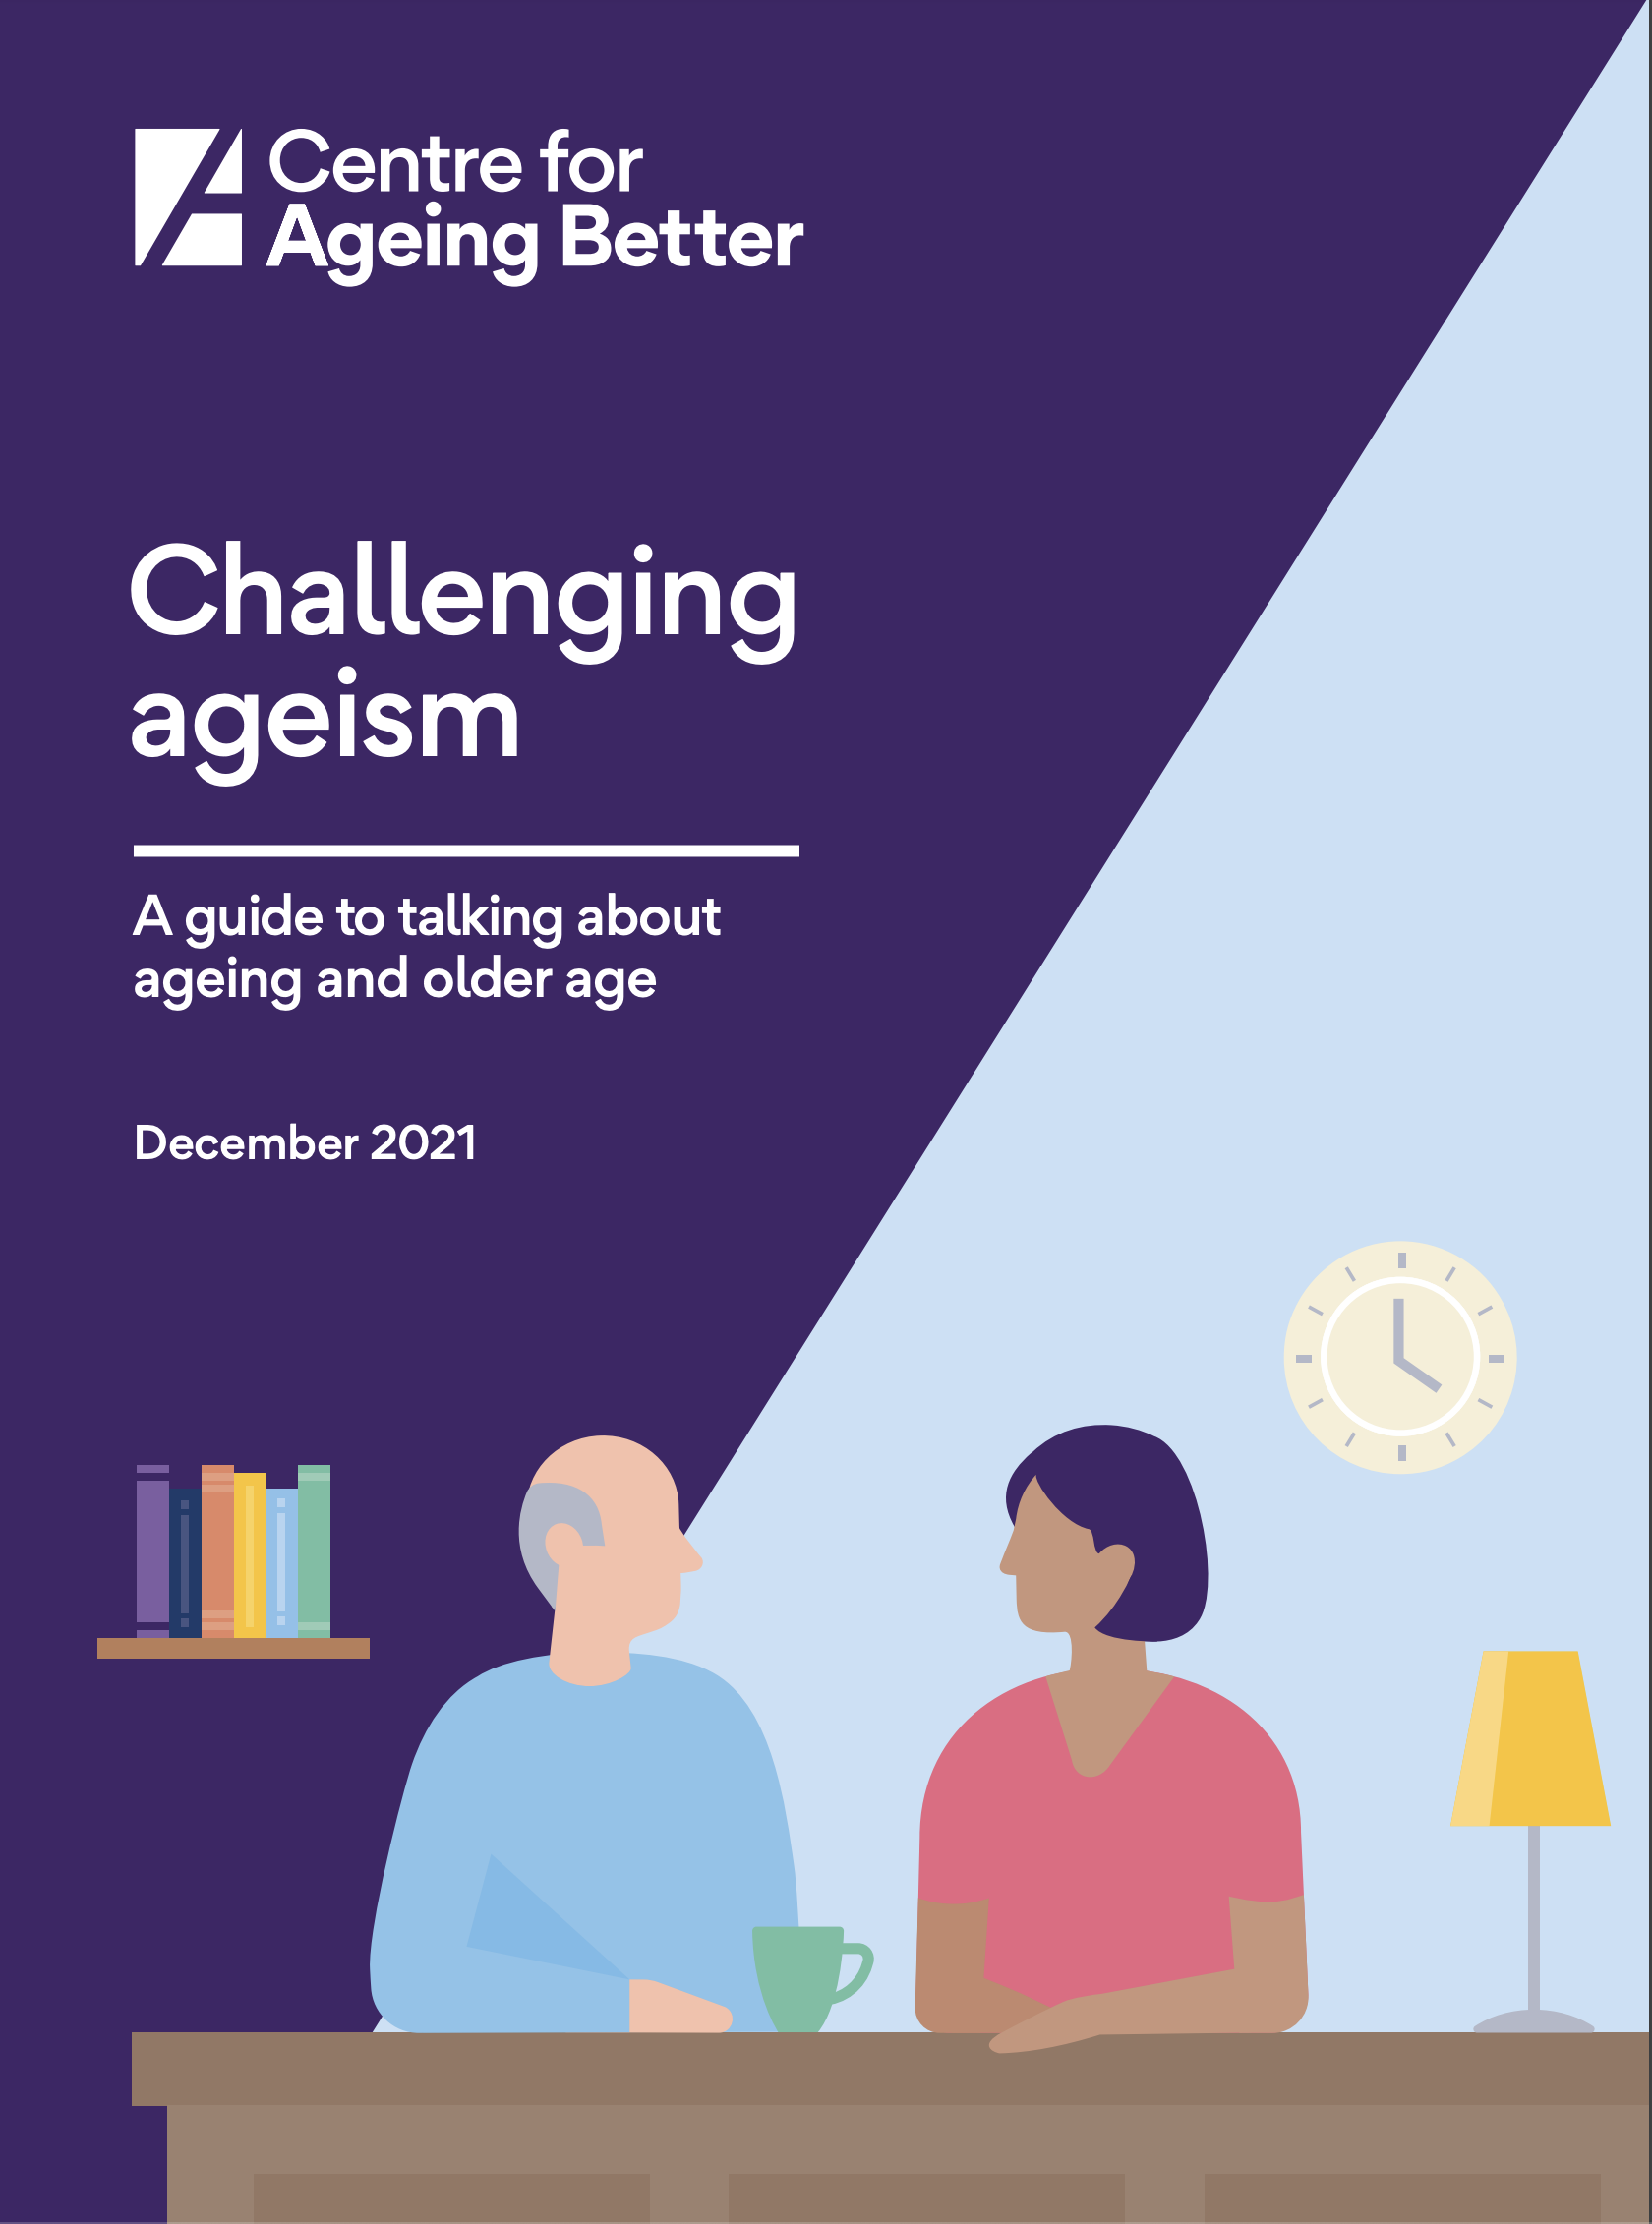 Centre for
Ageing Better
Challenging
ageism
A guide to talking about
ageing and older age
December 2021